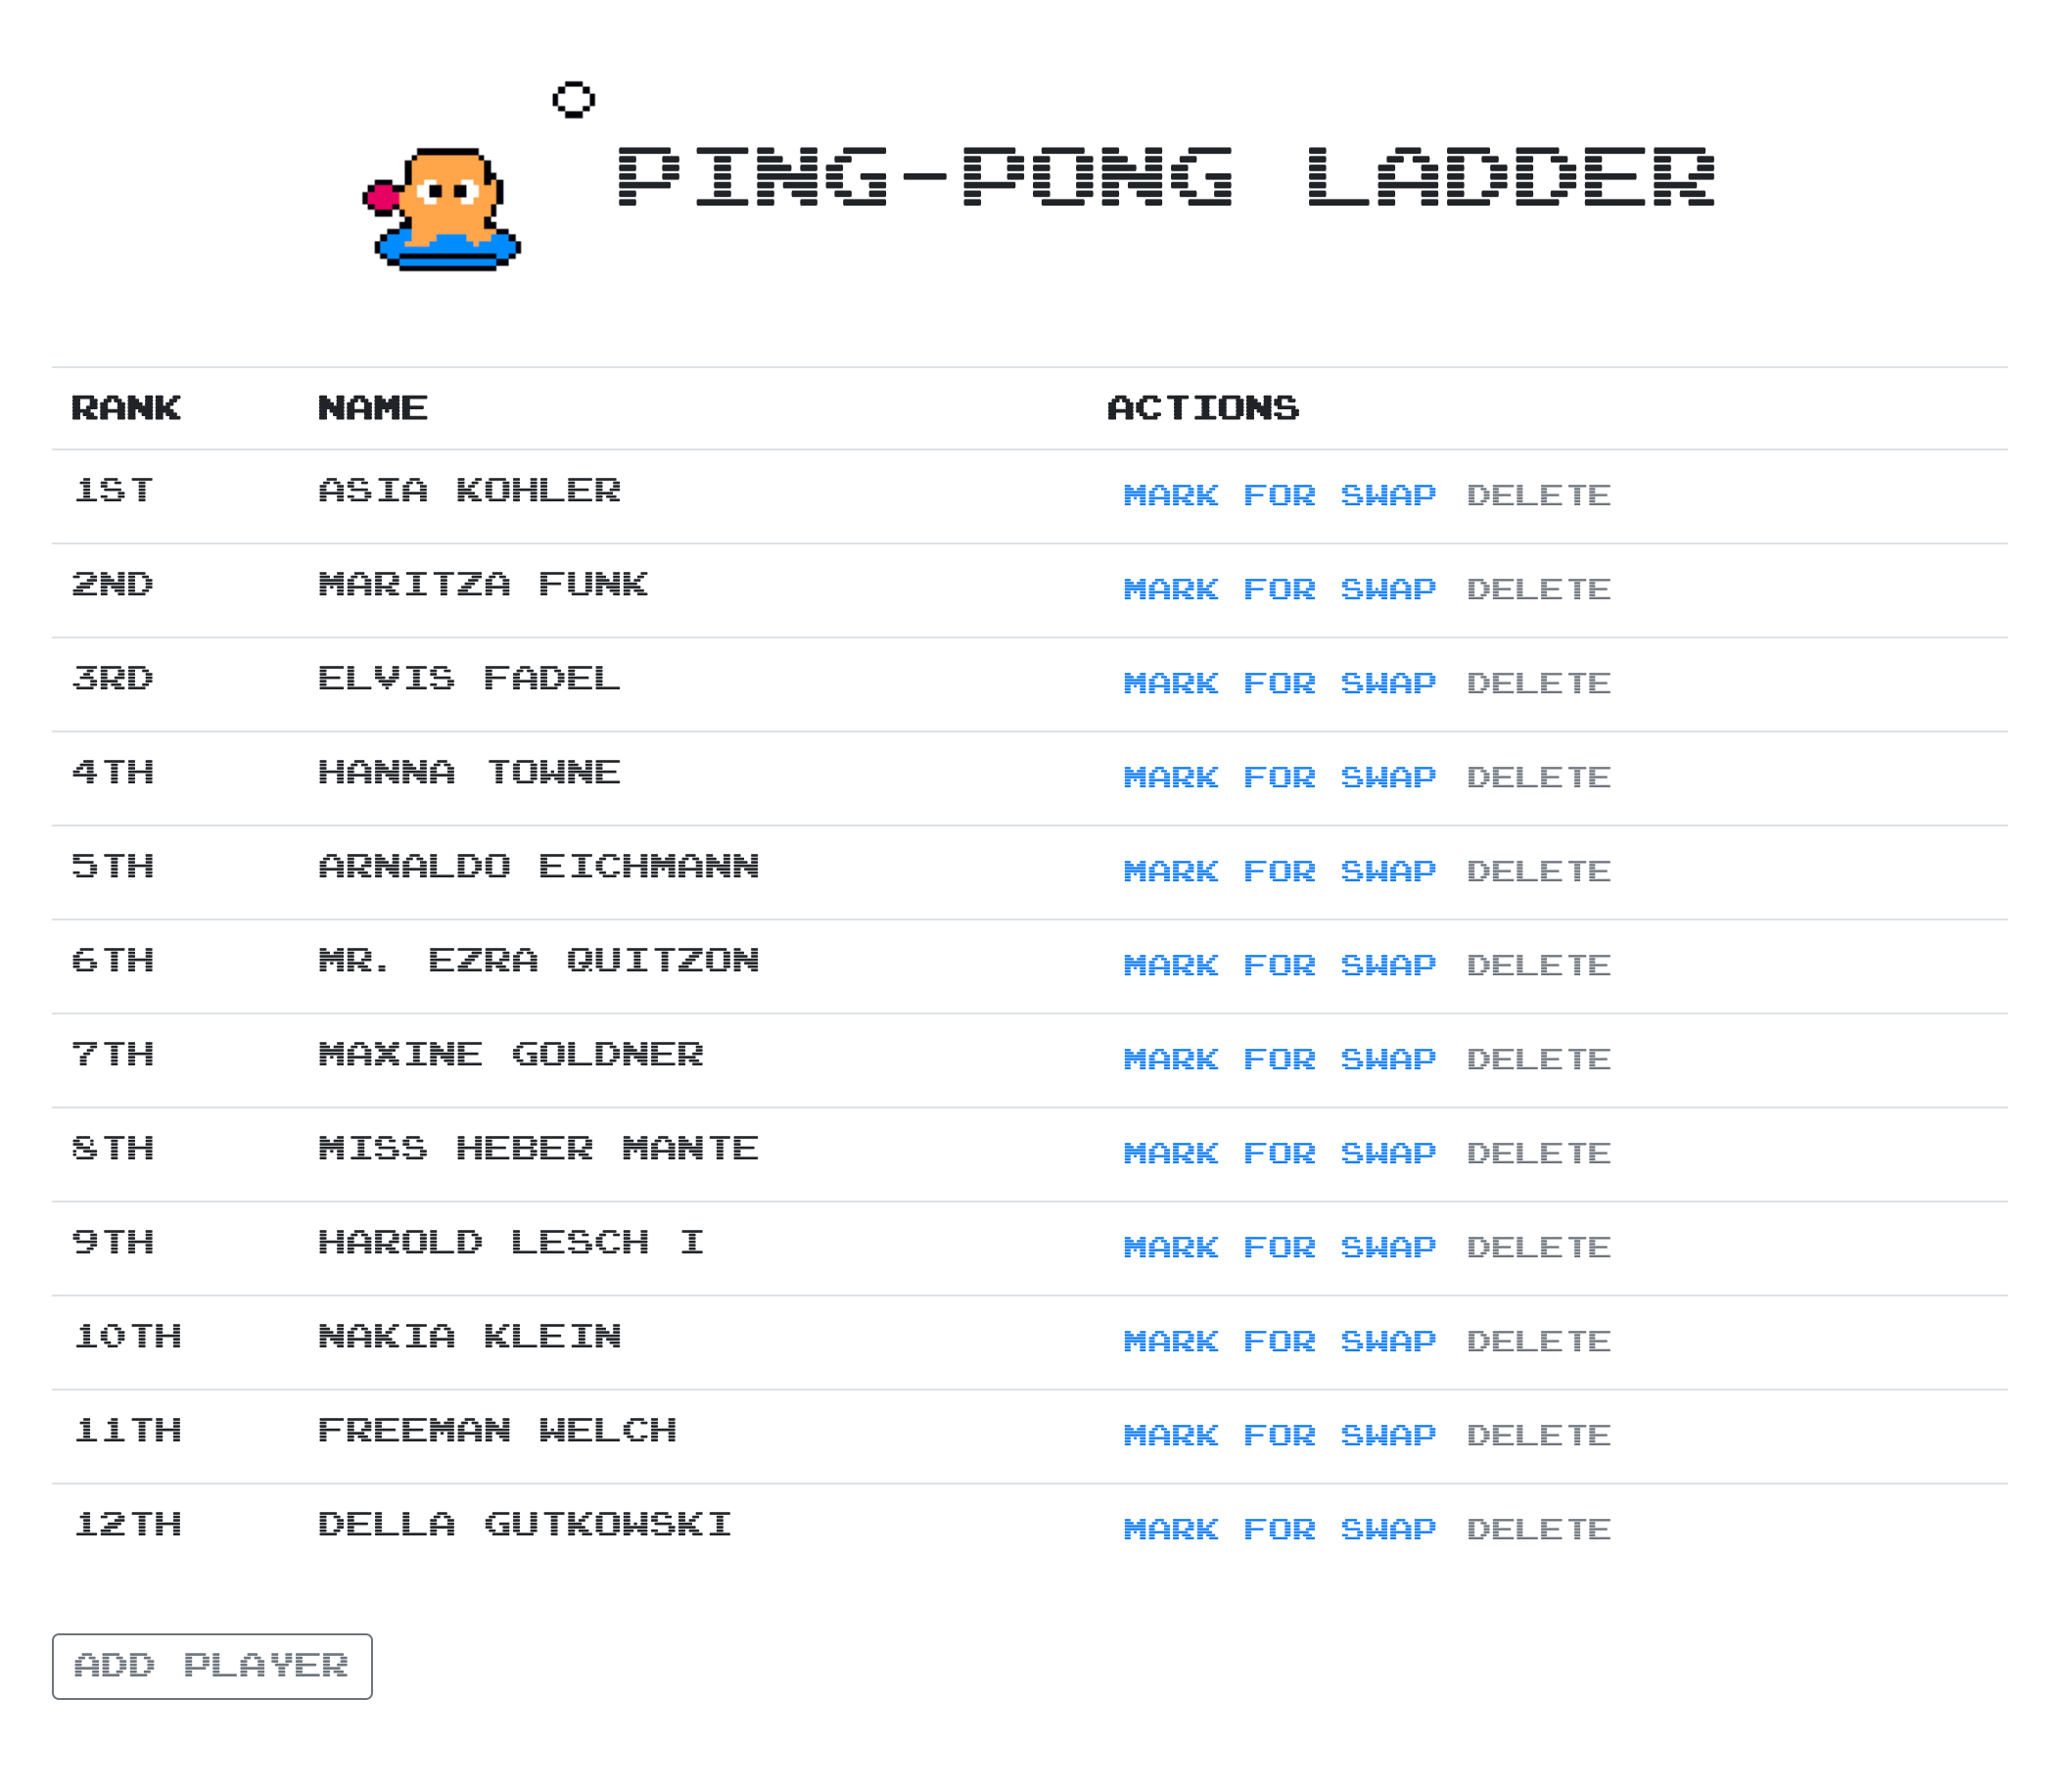 PING-PONG LADDER
RANK NAME ACTIONS
1ST ASIA KOHLER MARK FOR SWAP DELETE
2ND MARITZA FUNK MARK FOR SWAP DELETE
3RD ELVIS FADEL MARK FOR SWAP DELETE
4TH HANNA TOWNE MARK FOR SWAP DELETE
5TH ARNALDO EICHMANN MARK FOR SWAP DELETE
6TH MR. EZRA QUITZON MARK FOR SWAP DELETE
7TH MAXINE GOLDNER MARK FOR SWAP DELETE
8TH MISS HEBER MANTE MARK FOR SWAP DELETE
9TH HAROLD LESCH I MARK FOR SWAP DELETE
10TH NAKIA KLEIN MARK FOR SWAP DELETE
11TH FREEMAN WELCH MARK FOR SWAP DELETE
12TH DELLA GUTKOWSKI MARK FOR SWAP DELETE
ADD PLAYER